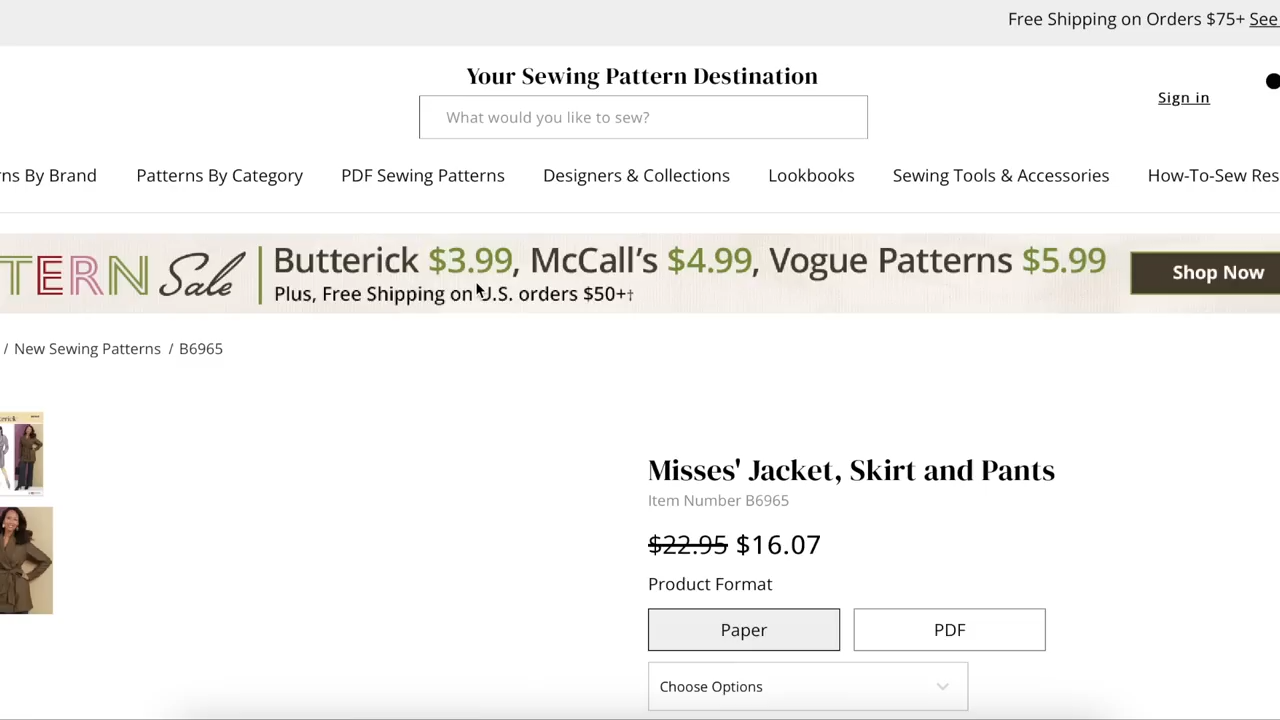 Free Shipping on Orders $75+ See
Your Sewing Pattern Destination
What would you like to sew?
Sign in
ns By Brand
Patterns By Category
PDF Sewing Patterns
Designers & Collections
Lookbooks
Sewing Tools & Accessories
How-To-Sew Res
TERN Sale
Butterick $3.99, McCall's $4.99, Vogue Patterns $5.99
Plus, Free Shipping on U.S. orders $50+†
Shop Now
/ New Sewing Patterns / B6965
Misses' Jacket, Skirt and Pants
Item Number B6965
$22.95 $16.07
Product Format
Paper
PDF
Choose Options